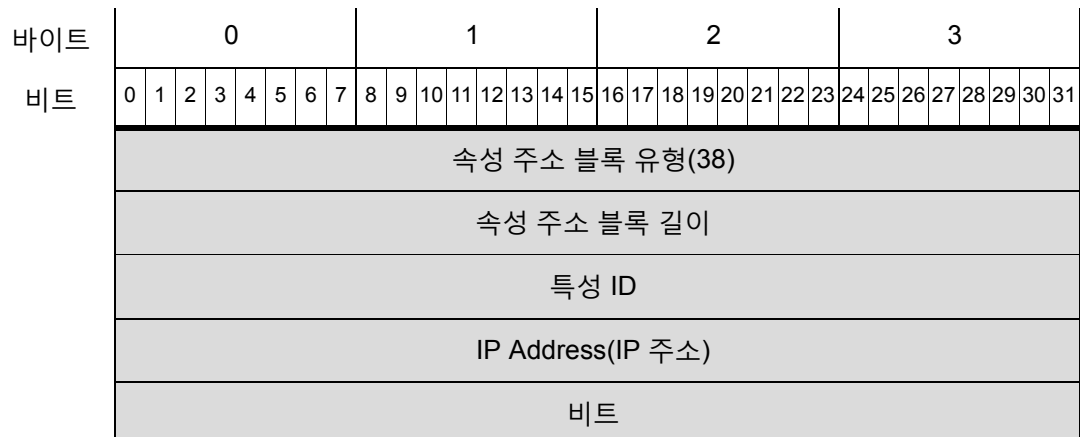 바이트 0 1 2 3
비트 0 1 2 3 4 5 6 7 8 9 10 11 12 13 14 15 16 17 18 19 20 21 22 23 24 25 26 27 28 29 30 31
속성 주소 블록 유형(38)
속성 주소 블록 길이
특성 ID
IP Address(IP 주소)
비트